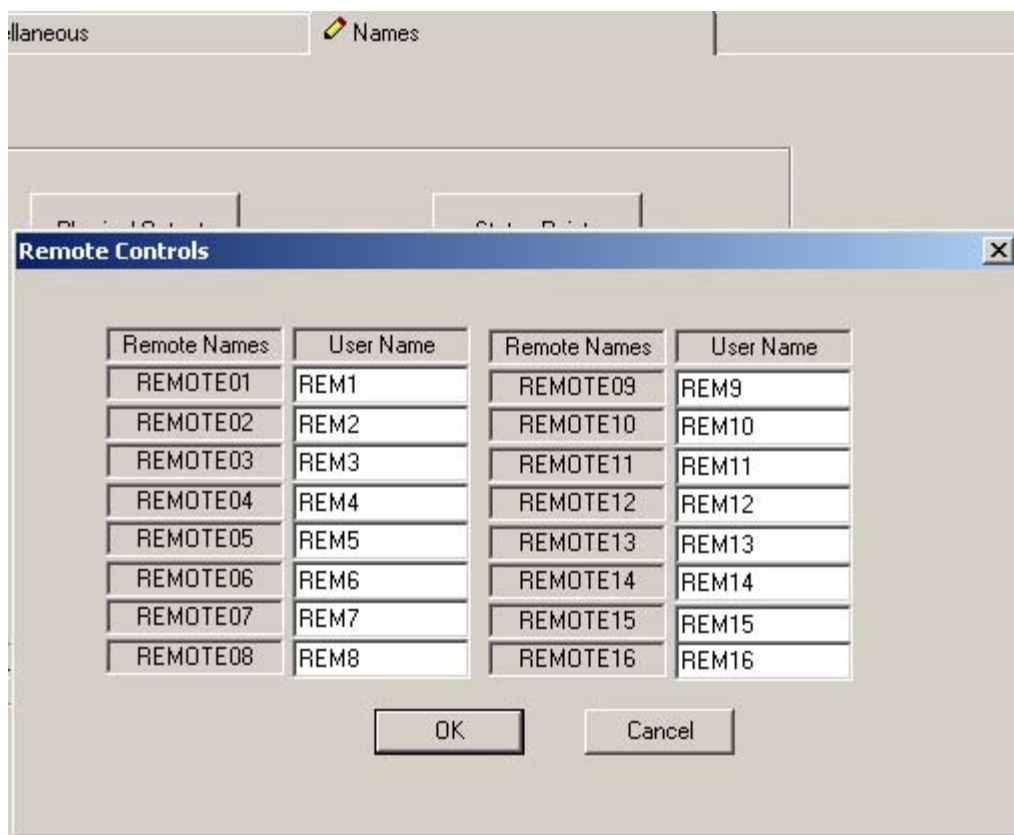 ellaneous
Names
Remote Controls
Remote Names User Name Remote Names User Name
REMOTE01 REM1 REMOTE09 REM9
REMOTE02 REM2 REMOTE10 REM10
REMOTE03 REM3 REMOTE11 REM11
REMOTE04 REM4 REMOTE12 REM12
REMOTE05 REM5 REMOTE13 REM13
REMOTE06 REM6 REMOTE14 REM14
REMOTE07 REM7 REMOTE15 REM15
REMOTE08 REM8 REMOTE16 REM16
OK Cancel